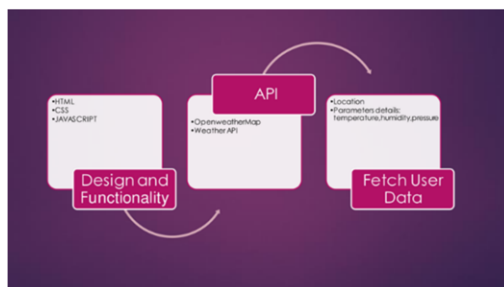 •HTML
•CSS
•JAVASCRIPT
Design and
Functionality
API
•OpenweatherMap
•Weather API
•Location
•Parameters details:
temperature,humidity,pressure
Fetch User
Data